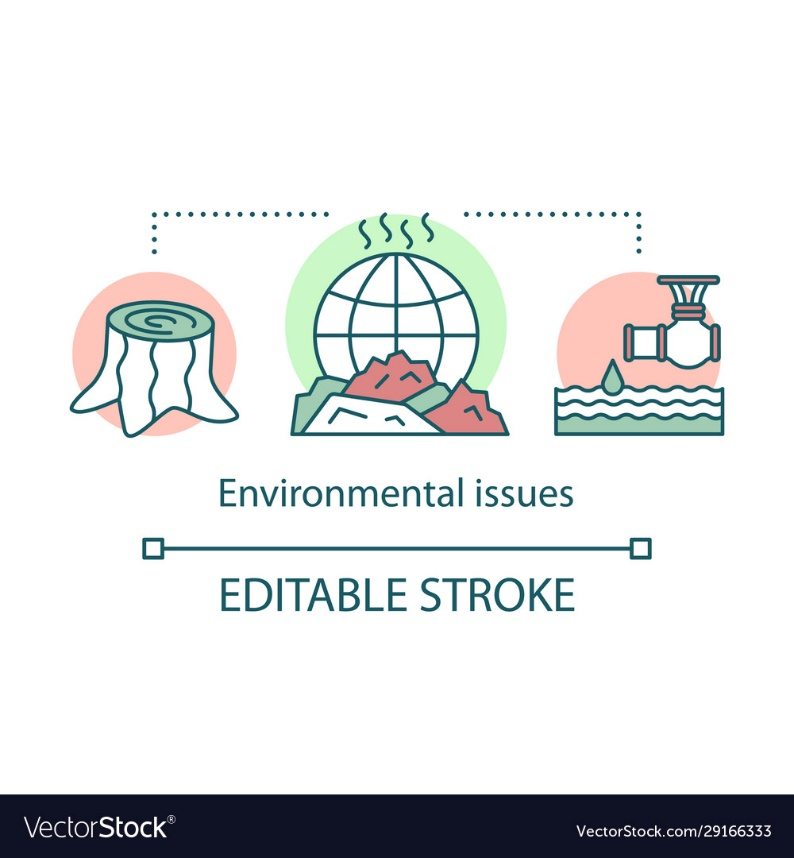 Environmental issues
EDITABLE STROKE
VectorStock®
VectorStock.com/29166333